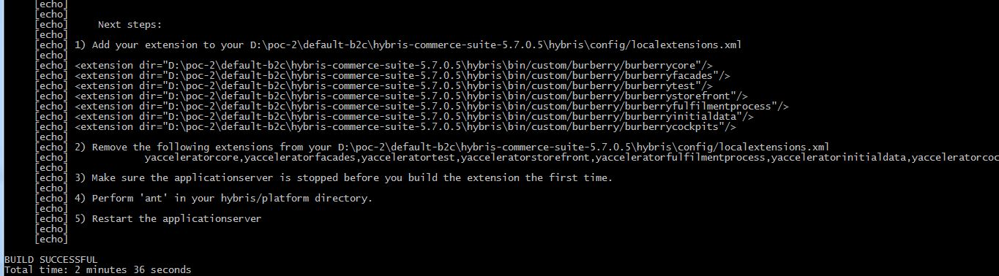 [echo]
[echo]
[echo]     Next steps:
[echo]
[echo] 1) Add your extension to your D:\poc-2\default-b2c\hybris-commerce-suite-5.7.0.5\hybris\config/localextensions.xml
[echo]
[echo] <extension dir="D:\poc-2\default-b2c\hybris-commerce-suite-5.7.0.5\hybris\bin/custom/burberry/burberrycore"/>
[echo] <extension dir="D:\poc-2\default-b2c\hybris-commerce-suite-5.7.0.5\hybris\bin/custom/burberry/burberryfacades"/>
[echo] <extension dir="D:\poc-2\default-b2c\hybris-commerce-suite-5.7.0.5\hybris\bin/custom/burberry/burberrytest"/>
[echo] <extension dir="D:\poc-2\default-b2c\hybris-commerce-suite-5.7.0.5\hybris\bin/custom/burberry/burberrystorefront"/>
[echo] <extension dir="D:\poc-2\default-b2c\hybris-commerce-suite-5.7.0.5\hybris\bin/custom/burberry/burberryfulfilmentprocess"/>
[echo] <extension dir="D:\poc-2\default-b2c\hybris-commerce-suite-5.7.0.5\hybris\bin/custom/burberry/burberryinitialdata"/>
[echo] <extension dir="D:\poc-2\default-b2c\hybris-commerce-suite-5.7.0.5\hybris\bin/custom/burberry/burberrycockpits"/>
[echo]
[echo] 2) Remove the following extensions from your D:\poc-2\default-b2c\hybris-commerce-suite-5.7.0.5\hybris\config/localextensions.xml
[echo]             yacceleratorcore,yacceleratorfacades,yacceleratortest,yacceleratorstorefront,yacceleratorfulfilmentprocess,yacceleratorinitialdata,yacceleratorcoc
[echo]
[echo] 3) Make sure the applicationserver is stopped before you build the extension the first time.
[echo]
[echo] 4) Perform 'ant' in your hybris/platform directory.
[echo]
[echo] 5) Restart the applicationserver
[echo]
[echo]
BUILD SUCCESSFUL
Total time: 2 minutes 36 seconds